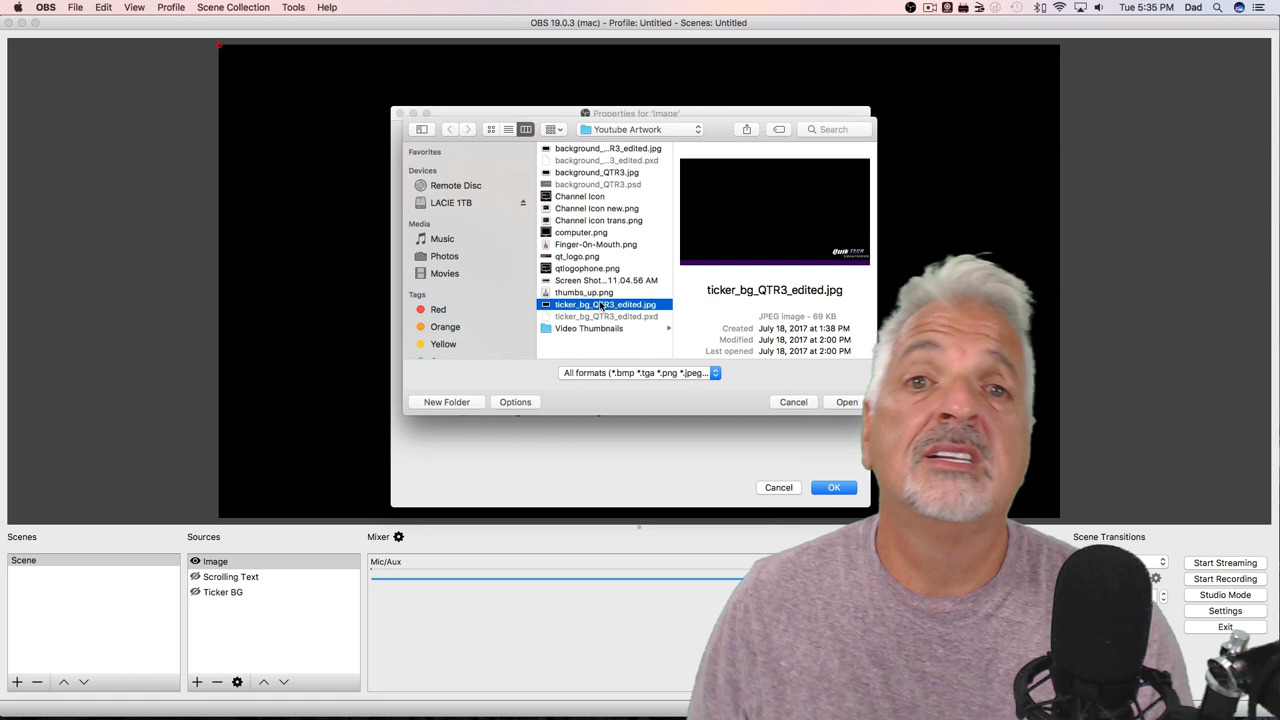 OBS File Edit View Profile Scene Collection Tools Help Tue 5:35 PM Dad
OBS 19.0.3 (mac) - Profile: Untitled - Scenes: Untitled
Properties for 'Image'
Youtube Artwork
Search
Favorites
Devices
Remote Disc
LACIE 1TB
Media
Music
Photos
Movies
Tags
Red
Orange
Yellow
background_...R3_edited.jpg
background_...3_edited.pxd
background_QTR3.jpg
background_QTR3.psd
Channel Icon
Channel Icon new.png
Channel icon trans.png
computer.png
Finger-On-Mouth.png
qt_logo.png
qtlogophone.png
Screen Shot...11.04.56 AM
thumbs_up.png
ticker_bg_QTR3_edited.jpg
ticker_bg_QTR3_edited.pxd
Video Thumbnails
ticker_bg_QTR3_edited.jpg
JPEG image - 69 KB
Created July 18, 2017 at 1:38 PM
Modified July 18, 2017 at 2:00 PM
Last opened July 18, 2017 at 2:00 PM
All formats (*.bmp *.tga *.png *.jpeg...
New Folder Options Cancel Open
Cancel OK
Scenes
Scene
Sources
Image
Scrolling Text
Ticker BG
Mixer
Mic/Aux
Scene Transitions
Start Streaming
Start Recording
Studio Mode
Settings
Exit